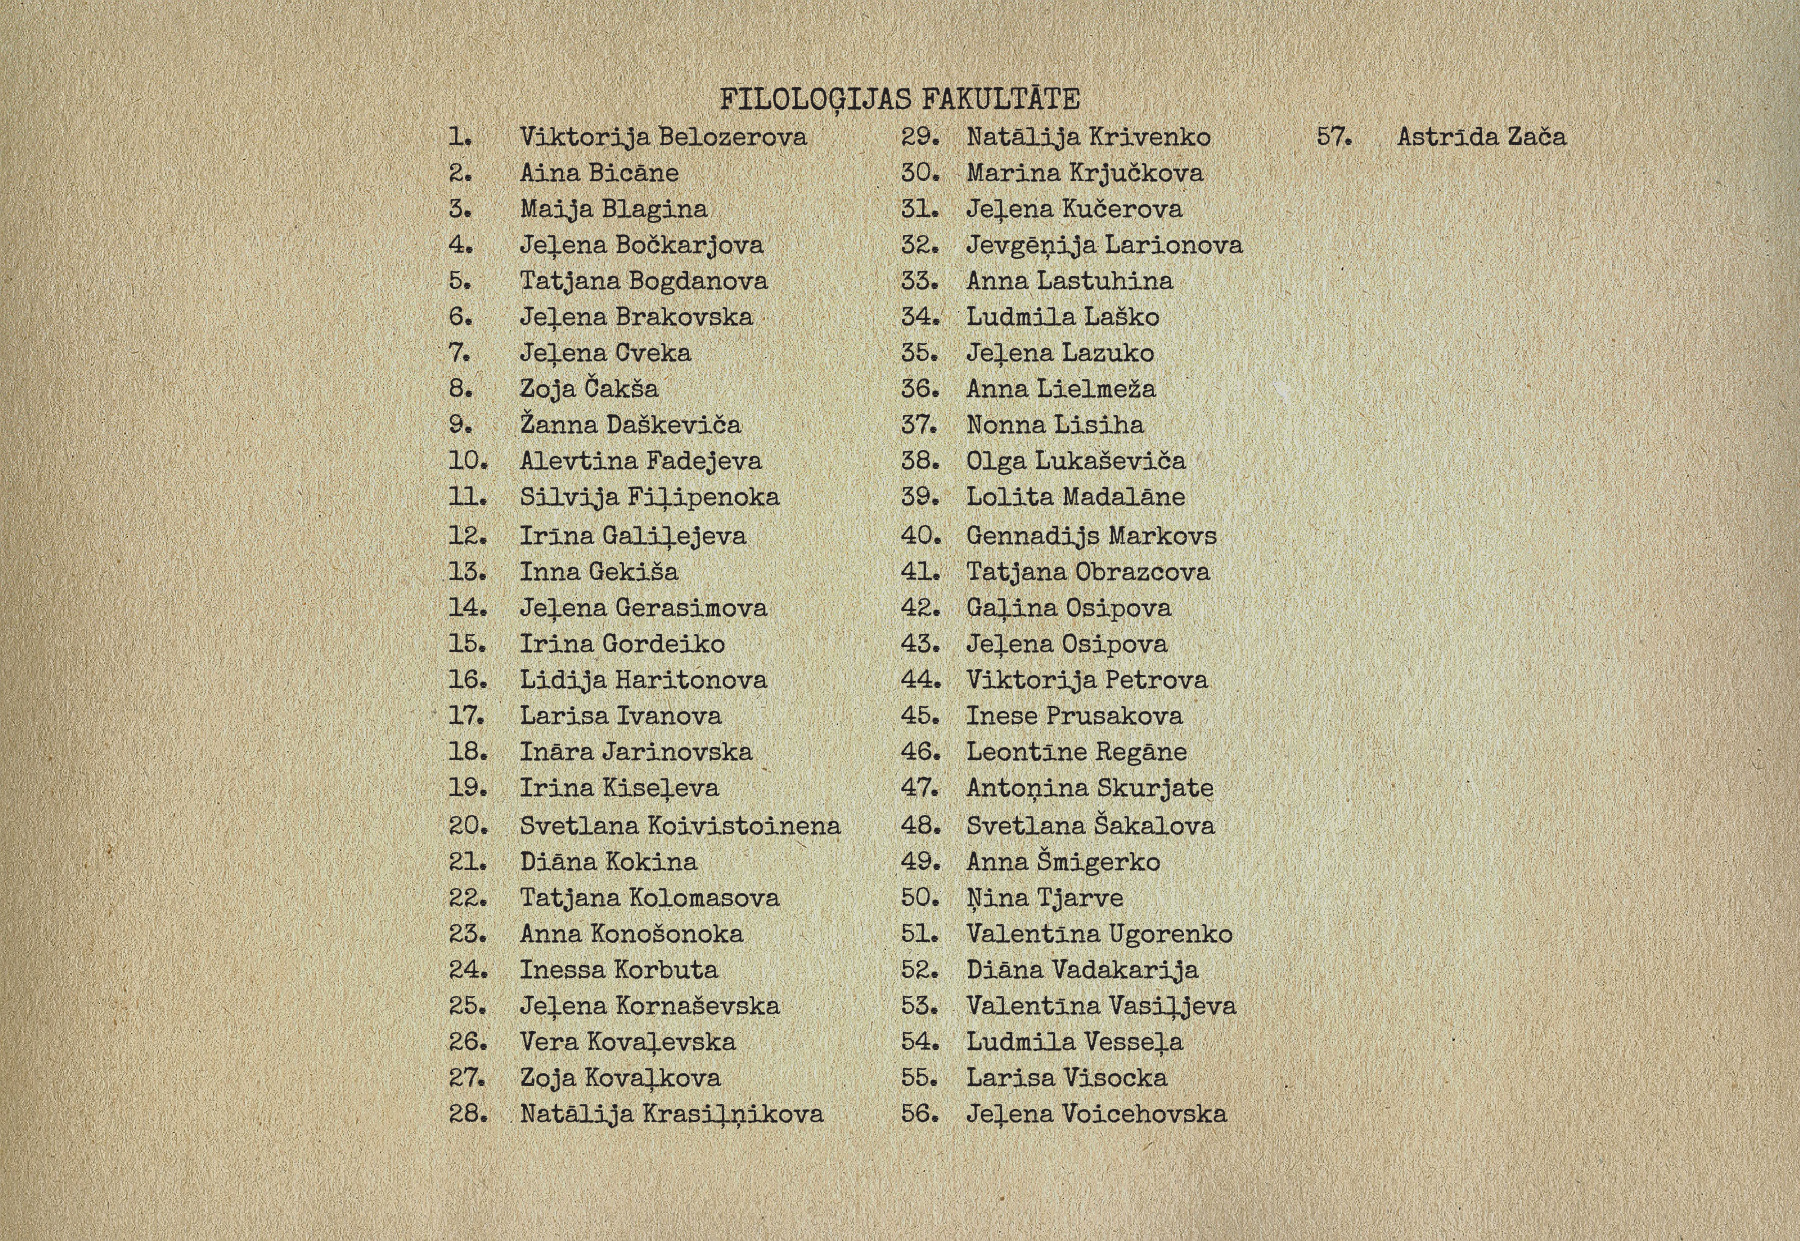 FILOLOĢIJAS FAKULTĀTE
1. Viktorija Belozerova
2. Aina Bicāne
3. Maija Blagina
4. Jeļena Bočkarjova
5. Tatjana Bogdanova
6. Jeļena Brakovska
7. Jeļena Cveka
8. Zoja Čakša
9. Žanna Daškeviča
10. Alevtina Fadejeva
11. Silvija Fiļipenoka
12. Irīna Galiļejeva
13. Inna Gekiša
14. Jeļena Gerasimova
15. Irina Gordeiko
16. Lidija Haritonova
17. Larisa Ivanova
18. Ināra Jarinovska
19. Irina Kiseļeva
20. Svetlana Koivistoinena
21. Diāna Kokina
22. Tatjana Kolomasova
23. Anna Konošonoka
24. Inessa Korbuta
25. Jeļena Kornaševska
26. Vera Kovaļevska
27. Zoja Kovaļkova
28. Natālija Krasiļņikova
29. Natālija Krivenko
30. Marina Krjučkova
31. Jeļena Kučerova
32. Jevgēņija Larionova
33. Anna Lastuhina
34. Ludmila Laško
35. Jeļena Lazuko
36. Anna Lielmeža
37. Nonna Lisiha
38. Olga Lukaševiča
39. Lolita Madalāne
40. Gennadijs Markovs
41. Tatjana Obrazcova
42. Gaļina Osipova
43. Jeļena Osipova
44. Viktorija Petrova
45. Inese Prusakova
46. Leontīne Regāne
47. Antoņina Skurjate
48. Svetlana Šakalova
49. Anna Šmigerko
50. Ņina Tjarve
51. Valentīna Ugorenko
52. Diāna Vadakarija
53. Valentīna Vasiļjeva
54. Ludmila Vesseļa
55. Larisa Visocka
56. Jeļena Voicehovska
57. Astrīda Zača